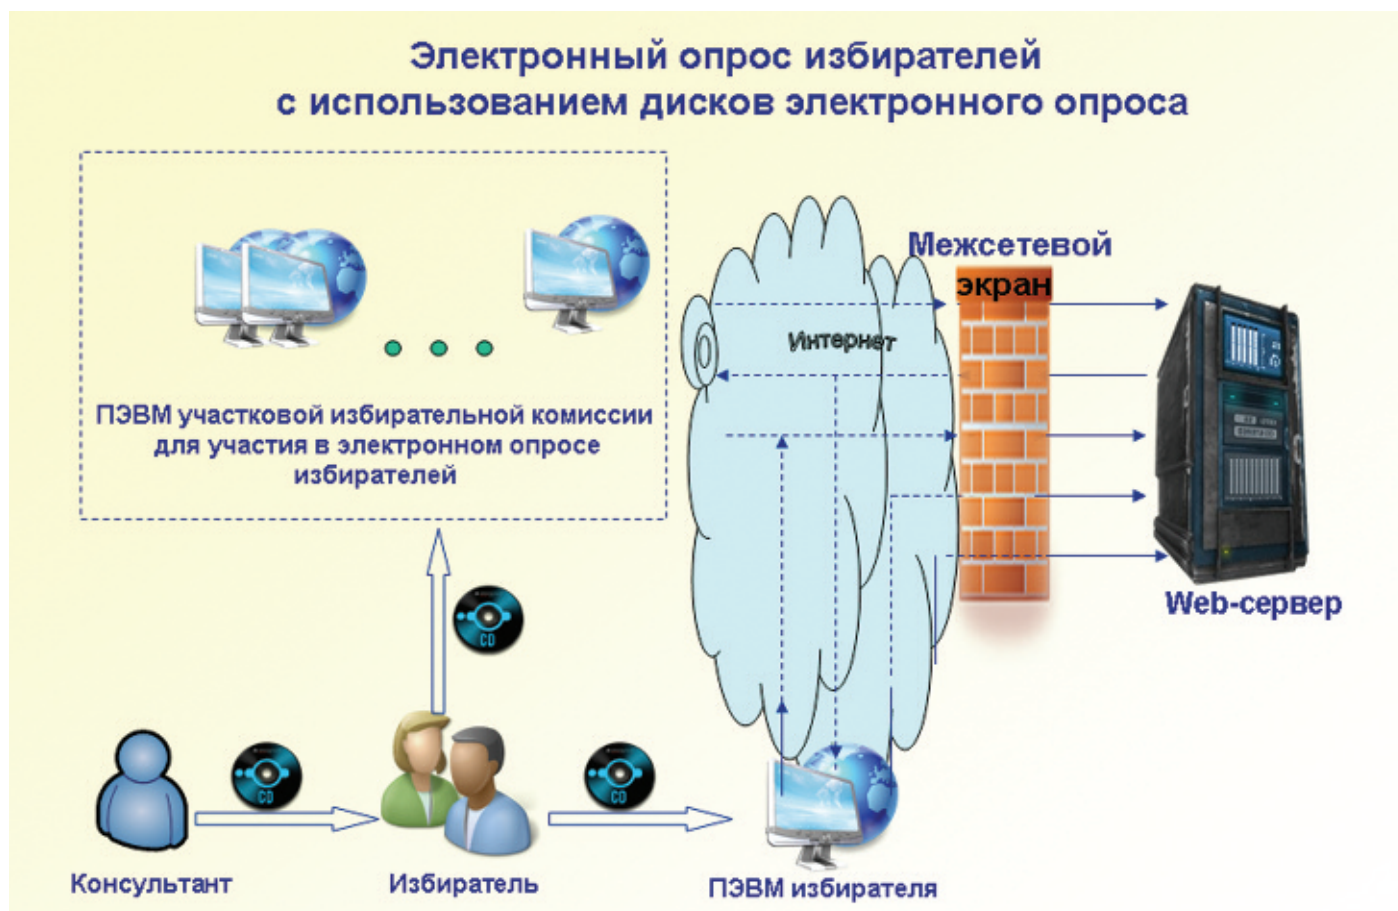 Электронный опрос избирателей
с использованием дисков электронного опроса
Межсетевой
экран
Интернет
ПЭВМ участковой избирательной комиссии
для участия в электронном опросе
избирателей
Web-сервер
CD
CD
CD
Консультант
Избиратель
ПЭВМ избирателя